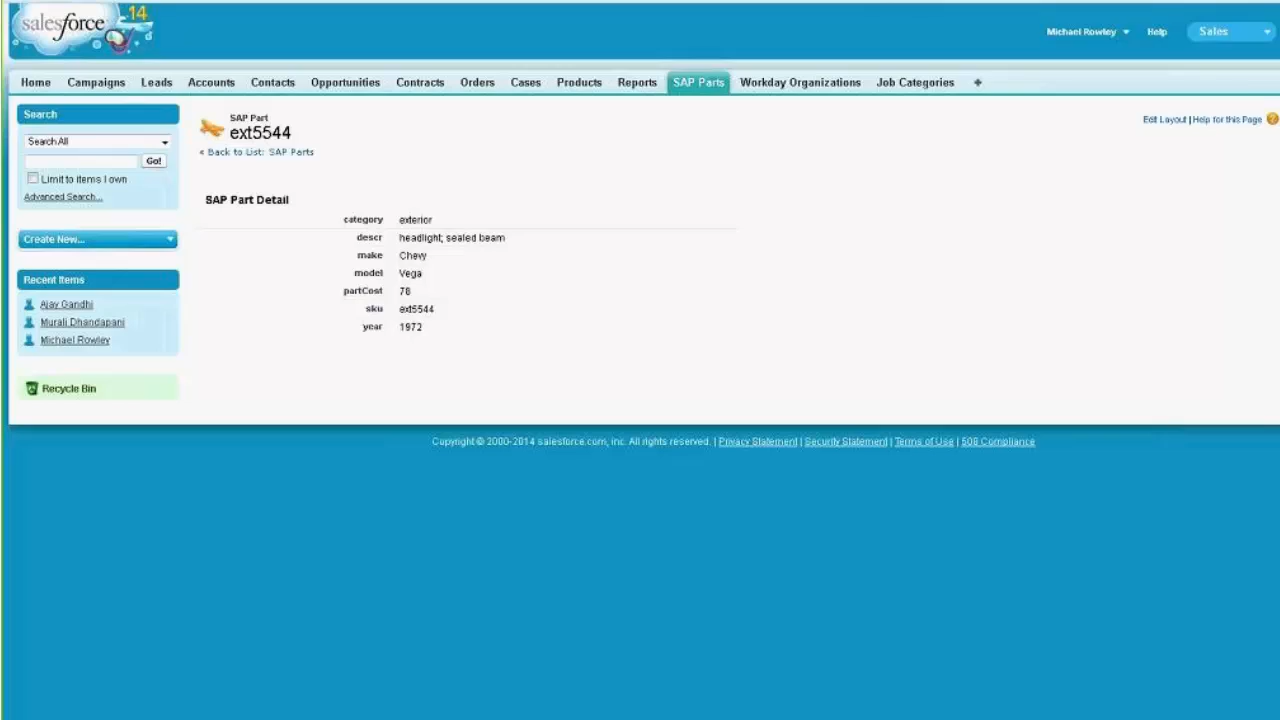 salesforce 14
Michael Rowley Help Sales
Home Campaigns Leads Accounts Contacts Opportunities Contracts Orders Cases Products Reports SAP Parts Workday Organizations Job Categories +
Search
Search All
Go!
Limit to items I own
Advanced Search...
Create New...
Recent Items
Ajay Gandhi
Murali Dhandapani
Michael Rowley
Recycle Bin
SAP Part
ext5544
« Back to List: SAP Parts
Edit Layout | Help for this Page ?
SAP Part Detail
category exterior
descr headlight; sealed beam
make Chevy
model Vega
partCost 78
sku ext5544
year 1972
Copyright © 2000-2014 salesforce.com, inc. All rights reserved. | Privacy Statement | Security Statement | Terms of Use | 508 Compliance